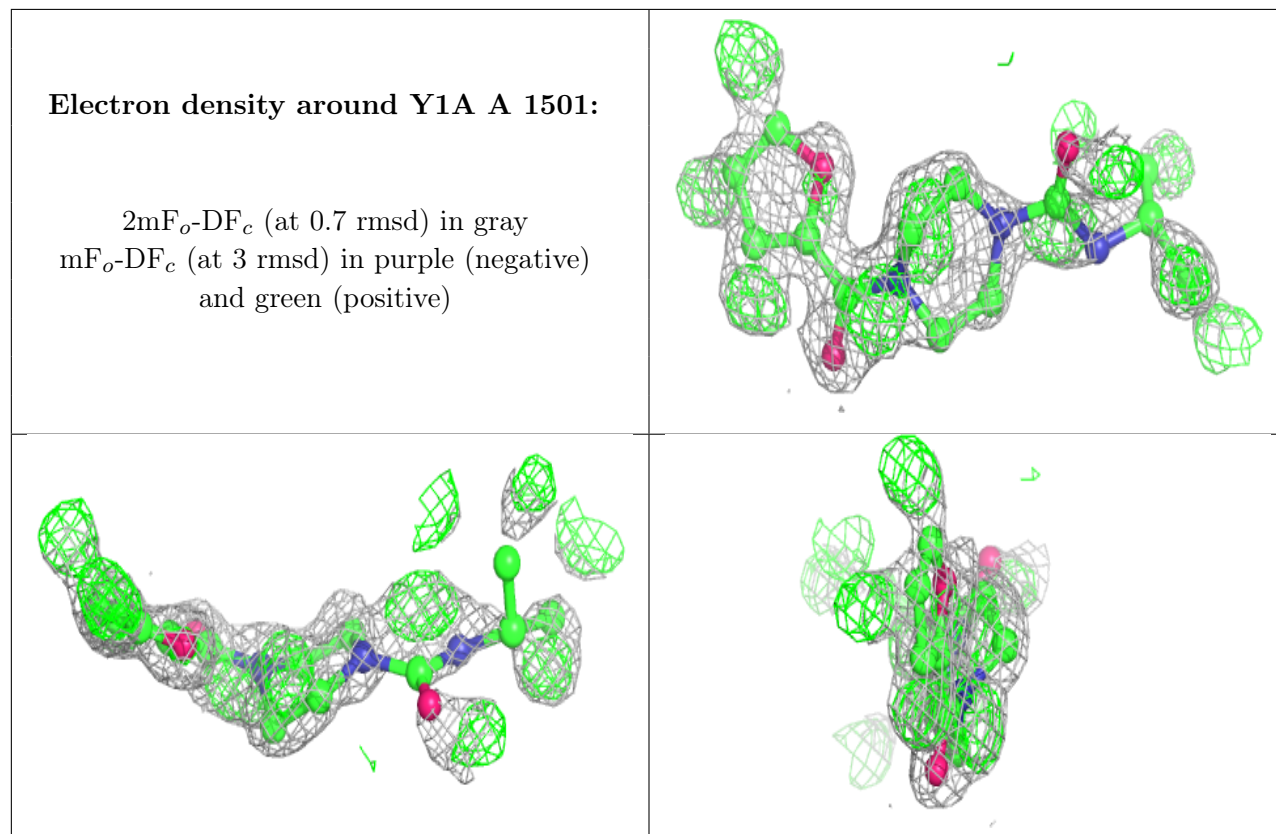 Electron density around Y1A A 1501:
2mFo-DFc (at 0.7 rmsd) in gray
mFo-DFc (at 3 rmsd) in purple (negative)
and green (positive)